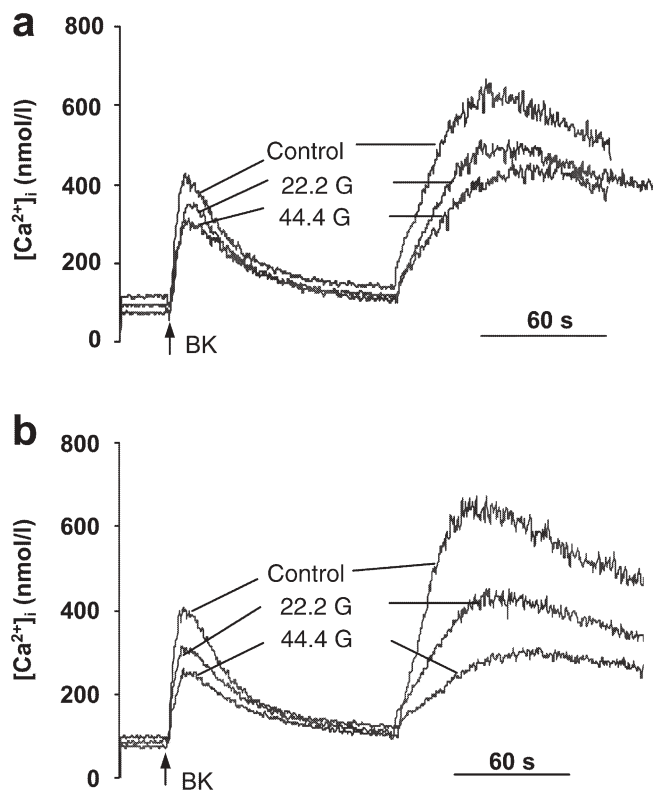 a
800
600
400
200
0
[Ca²⁺]ᵢ (nmol/l)
Control
22.2 G
44.4 G
60 s
BK
b
800
600
400
200
0
[Ca²⁺]ᵢ (nmol/l)
Control
22.2 G
44.4 G
60 s
BK